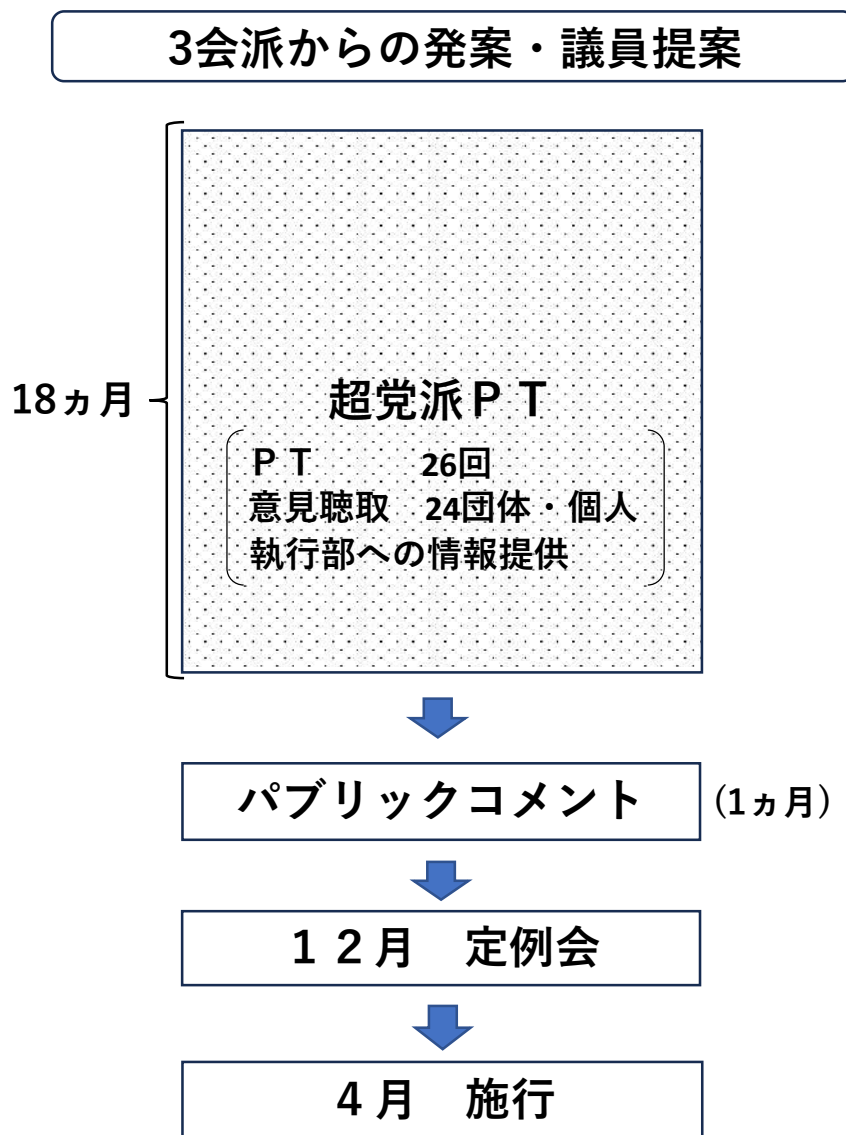 3会派からの発案・議員提案
18ヵ月
超党派ＰＴ
ＰＴ　26回
意見聴取　24団体・個人
執行部への情報提供
パブリックコメント
(1ヵ月)
１２月　定例会
４月　施行